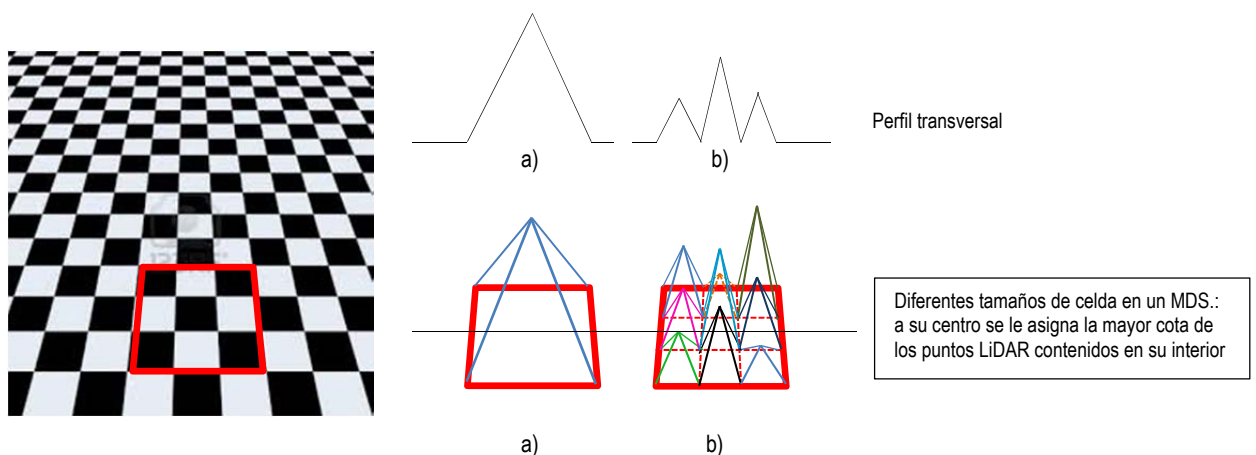 Perfil transversal
a)
b)
Diferentes tamaños de celda en un MDS.:
a su centro se le asigna la mayor cota de
los puntos LiDAR contenidos en su interior
a)
b)